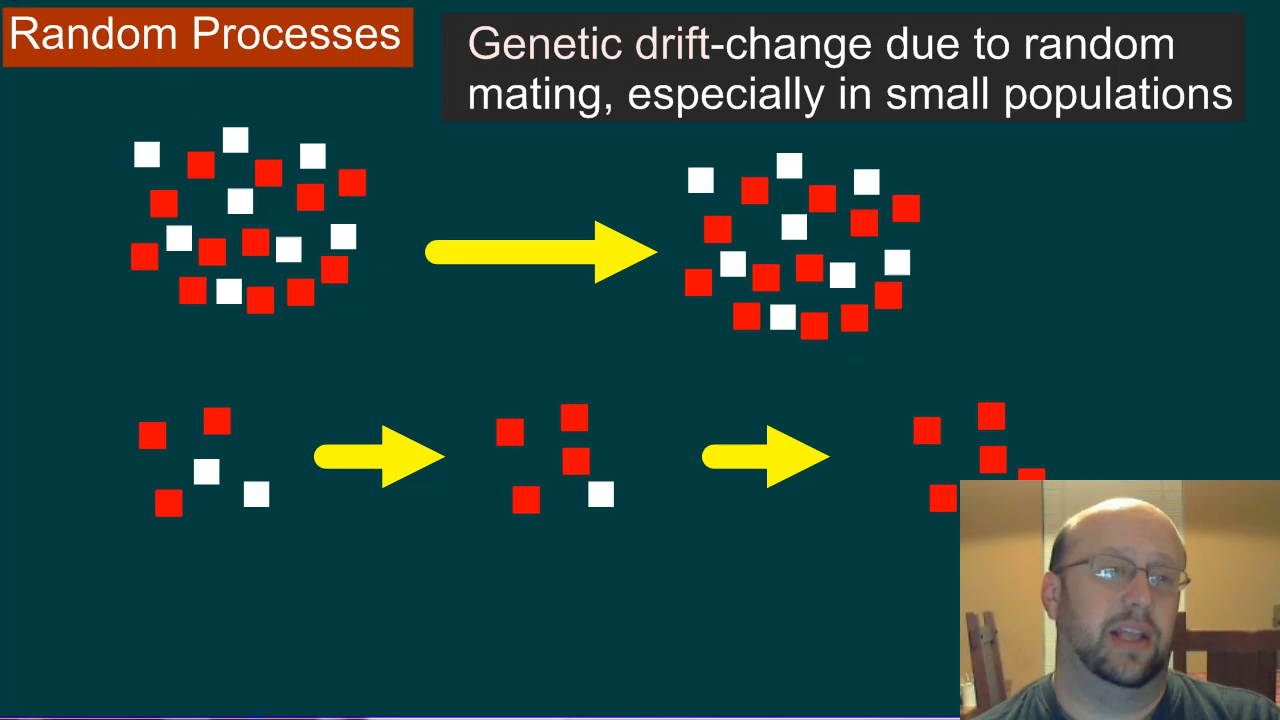 Random Processes
Genetic drift-change due to random
mating, especially in small populations